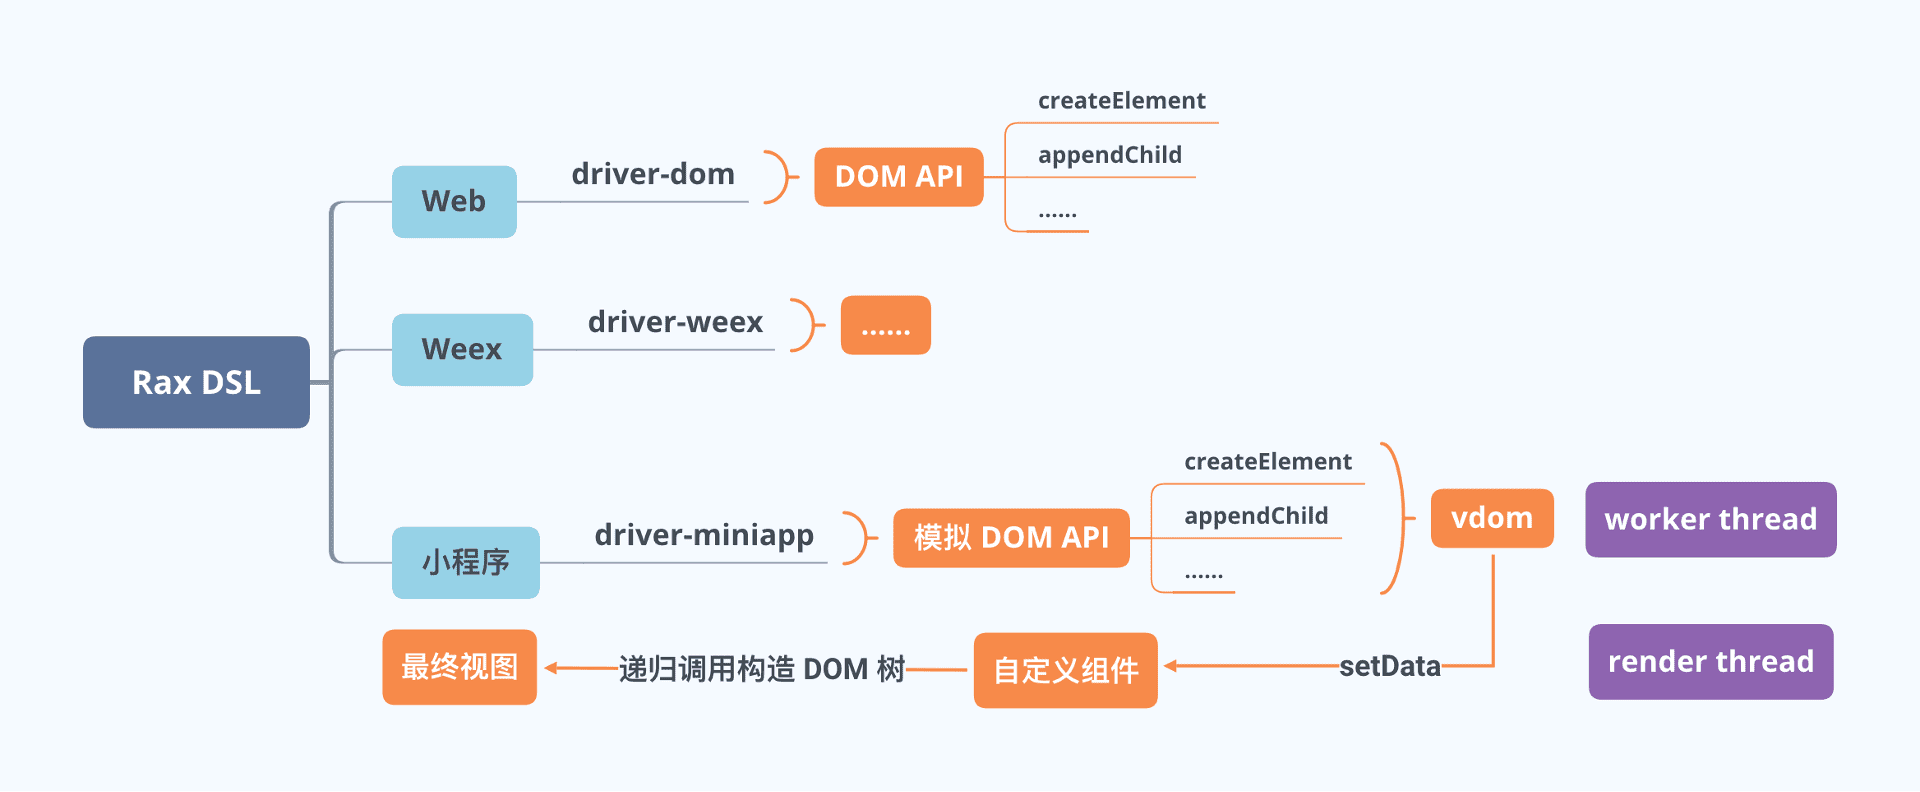 Rax DSL
Web
driver-dom
DOM API
createElement
appendChild
......
Weex
driver-weex
......
小程序
driver-miniapp
模拟 DOM API
createElement
appendChild
......
vdom
worker thread
最终视图
递归调用构造 DOM 树
自定义组件
setData
render thread